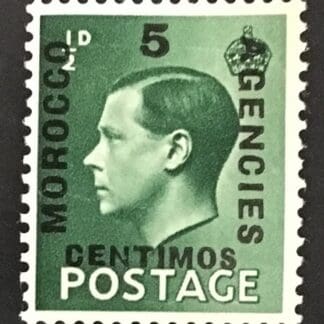 ½D
5
MOROCCO
AGENCIES
CENTIMOS
POSTAGE